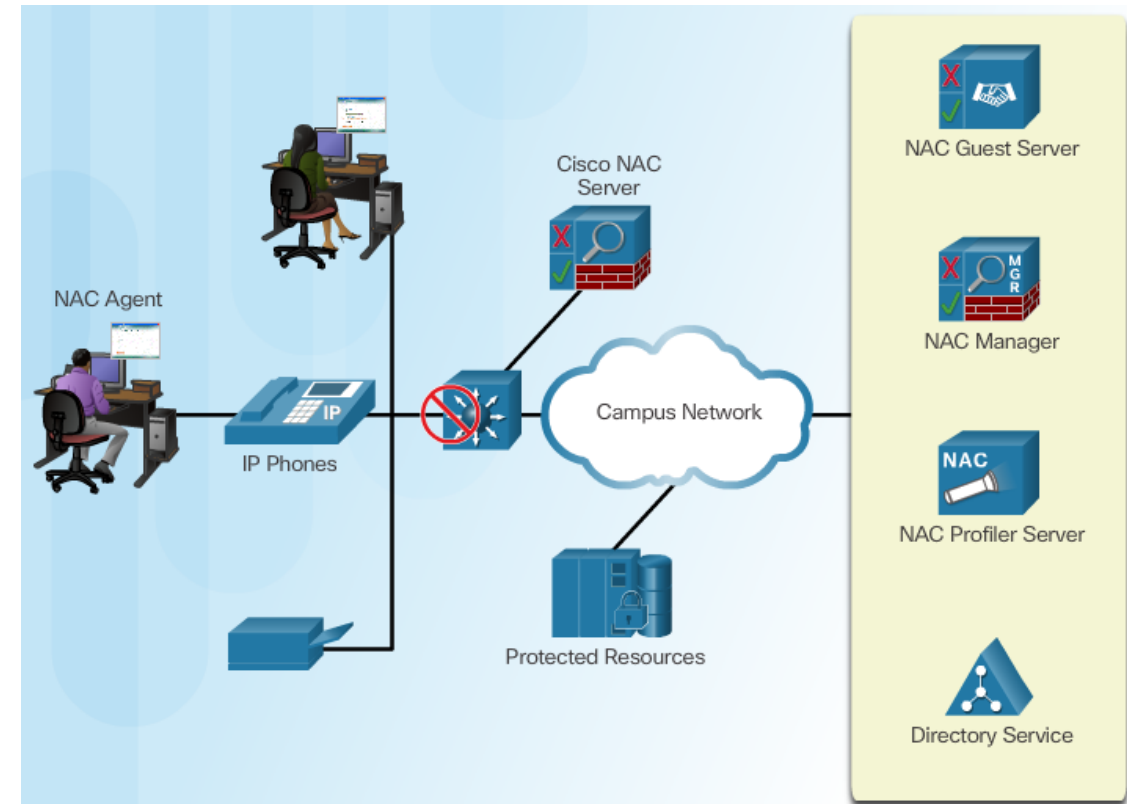 NAC Guest Server
Cisco NAC
Server
MGR
NAC Manager
NAC Agent
IP
IP Phones
Campus Network
NAC
NAC Profiler Server
Protected Resources
Directory Service